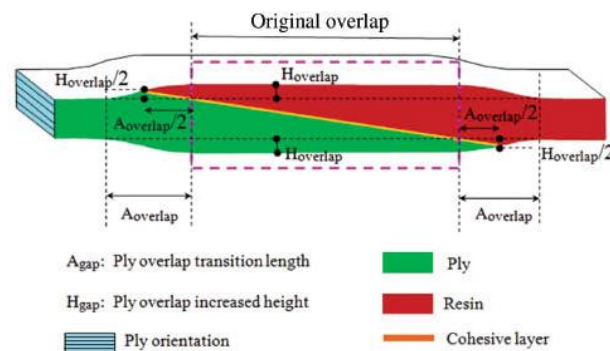 Original overlap
Hoverlap/2
Hoverlap
Aoverlap/2
Aoverlap/2
Hoverlap
Hoverlap/2
Aoverlap
Aoverlap
Agap: Ply overlap transition length
Ply
Hgap: Ply overlap increased height
Resin
Ply orientation
Cohesive layer